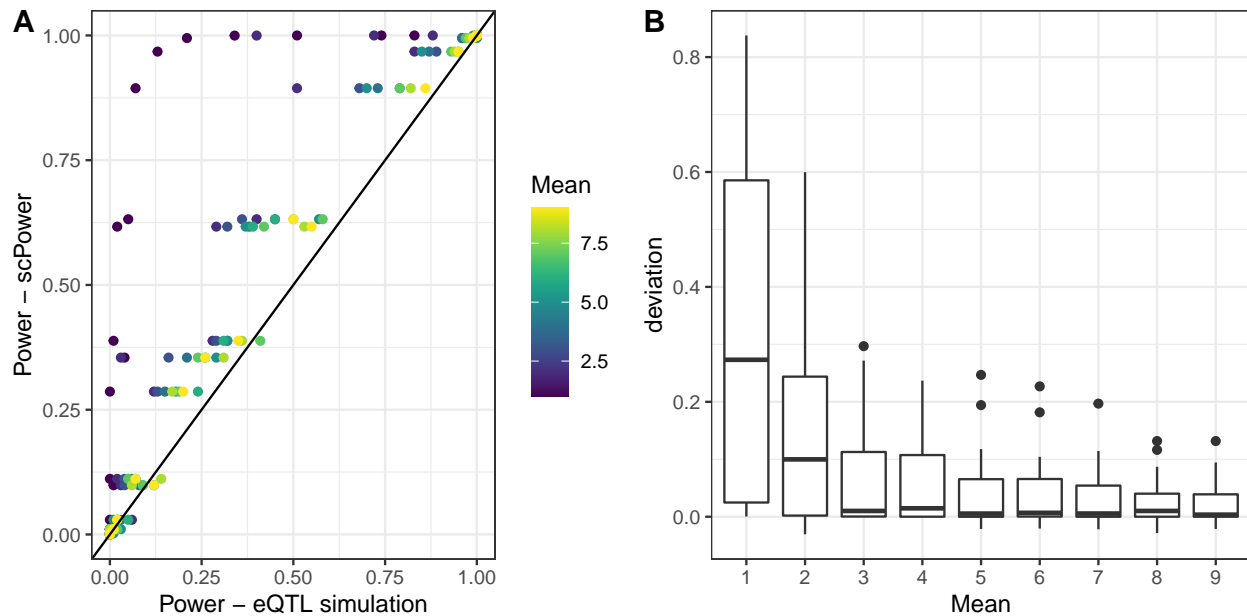 A
1.00
0.75
0.50
0.25
0.00
Power – scPower
0.00 0.25 0.50 0.75 1.00
Power – eQTL simulation
Mean
7.5
5.0
2.5
B
0.8
0.6
0.4
0.2
0.0
deviation
1 2 3 4 5 6 7 8 9
Mean